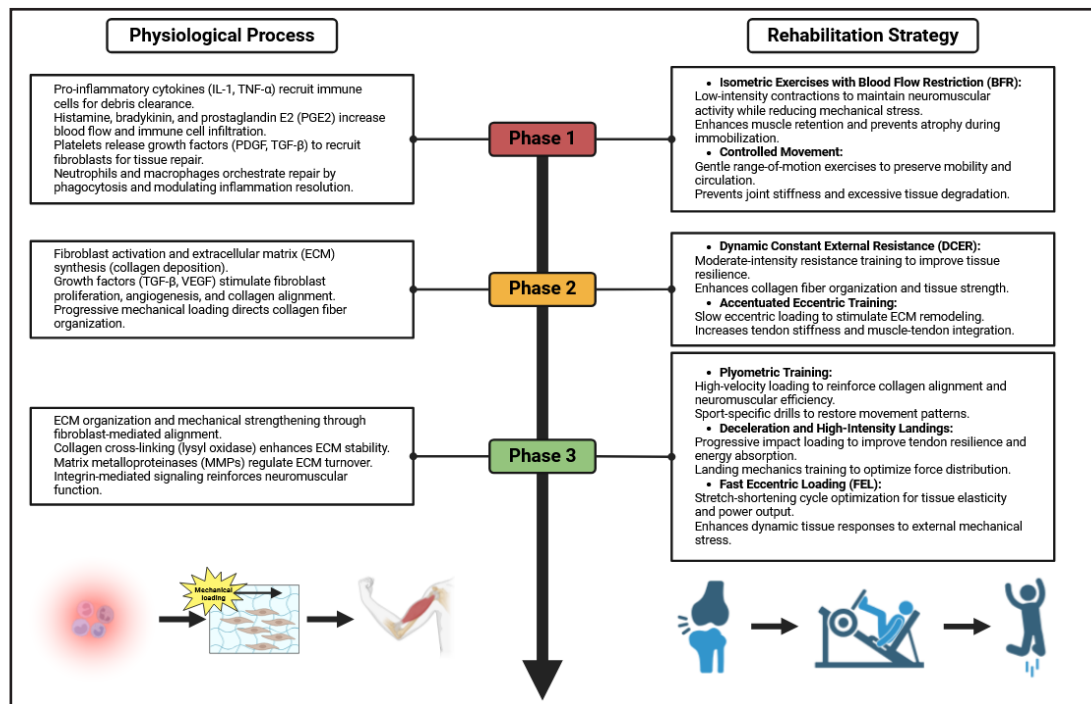 Physiological Process
Rehabilitation Strategy
Pro-inflammatory cytokines (IL-1, TNF-α) recruit immune
cells for debris clearance.
Histamine, bradykinin, and prostaglandin E2 (PGE2) increase
blood flow and immune cell infiltration.
Platelets release growth factors (PDGF, TGF-β) to recruit
fibroblasts for tissue repair.
Neutrophils and macrophages orchestrate repair by
phagocytosis and modulating inflammation resolution.
Phase 1
• Isometric Exercises with Blood Flow Restriction (BFR):
Low-intensity contractions to maintain neuromuscular
activity while reducing mechanical stress.
Enhances muscle retention and prevents atrophy during
immobilization.
• Controlled Movement:
Gentle range-of-motion exercises to preserve mobility and
circulation.
Prevents joint stiffness and excessive tissue degradation.
Fibroblast activation and extracellular matrix (ECM)
synthesis (collagen deposition).
Growth factors (TGF-β, VEGF) stimulate fibroblast
proliferation, angiogenesis, and collagen alignment.
Progressive mechanical loading directs collagen fiber
organization.
Phase 2
• Dynamic Constant External Resistance (DCER):
Moderate-intensity resistance training to improve tissue
resilience.
Enhances collagen fiber organization and tissue strength.
• Accentuated Eccentric Training:
Slow eccentric loading to stimulate ECM remodeling.
Increases tendon stiffness and muscle-tendon integration.
ECM organization and mechanical strengthening through
fibroblast-mediated alignment.
Collagen cross-linking (lysyl oxidase) enhances ECM stability.
Matrix metalloproteinases (MMPs) regulate ECM turnover.
Integrin-mediated signaling reinforces neuromuscular
function.
Phase 3
• Plyometric Training:
High-velocity loading to reinforce collagen alignment and
neuromuscular efficiency.
Sport-specific drills to restore movement patterns.
• Deceleration and High-Intensity Landings:
Progressive impact loading to improve tendon resilience and
energy absorption.
Landing mechanics training to optimize force distribution.
• Fast Eccentric Loading (FEL):
Stretch-shortening cycle optimization for tissue elasticity
and power output.
Enhances dynamic tissue responses to external mechanical
stress.
Mechanical
loading